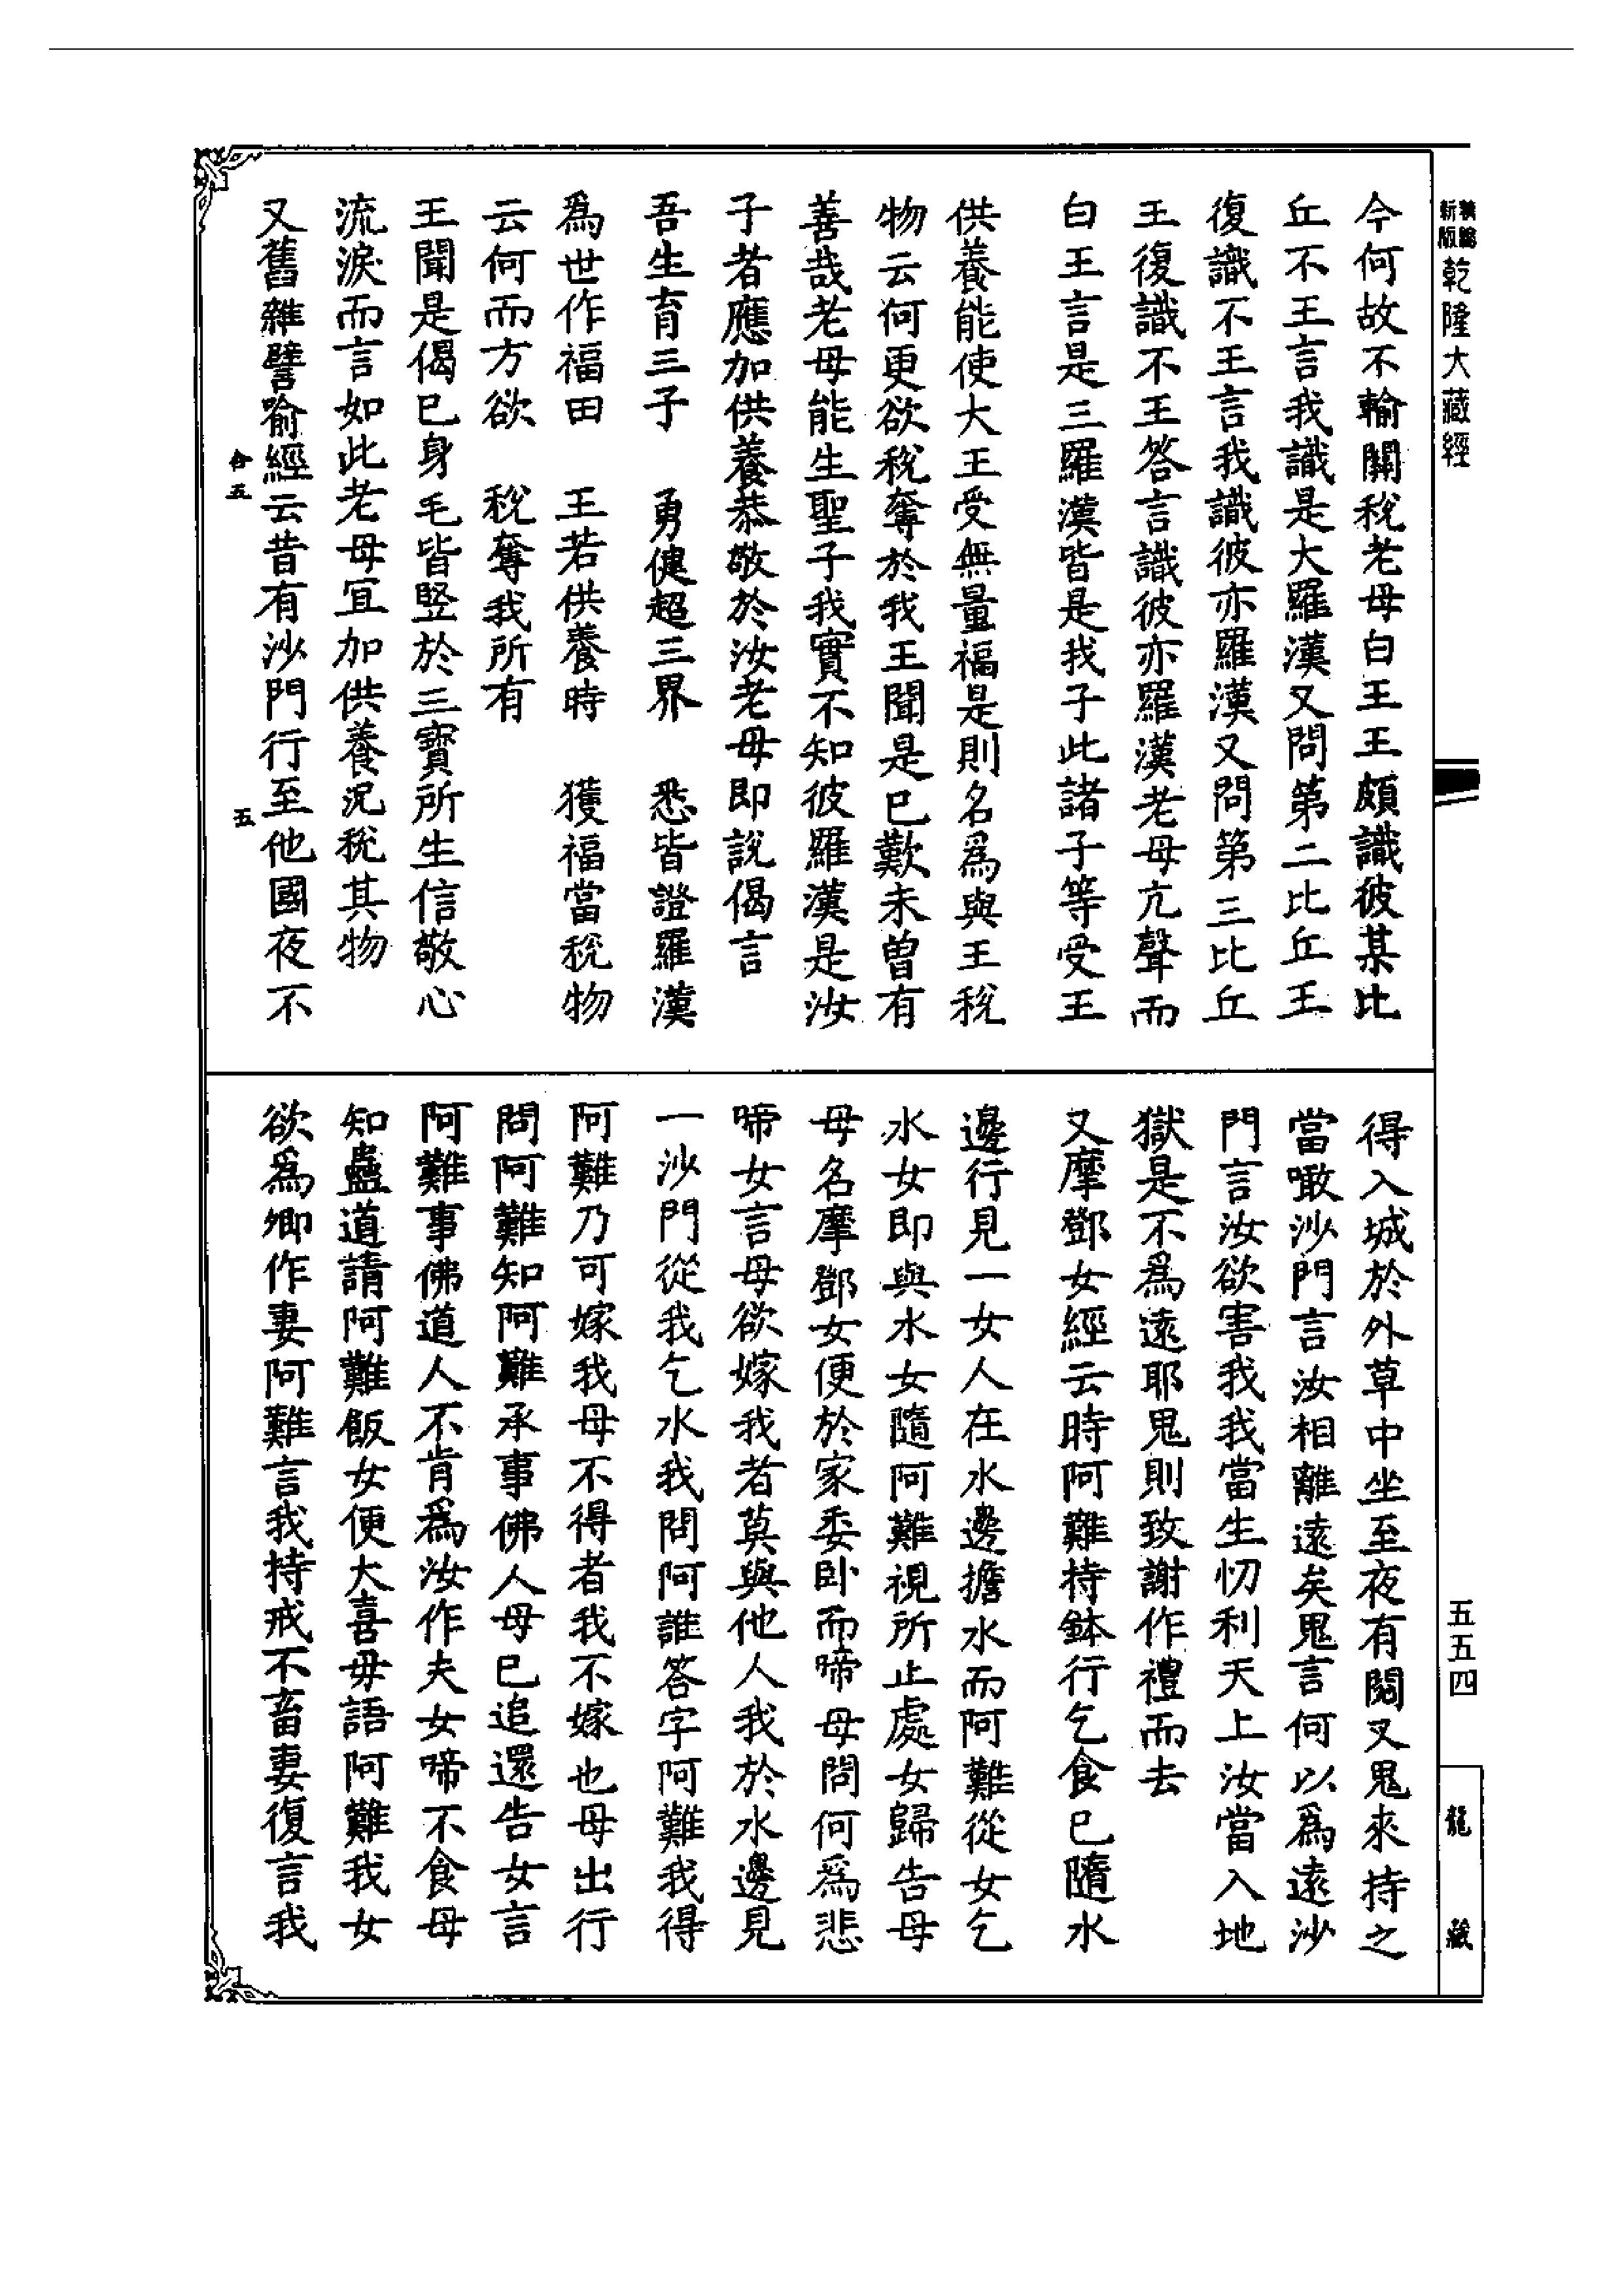 新版 精縮 乾隆大藏經
今何故不輸關稅老母白王王頗識彼某比
丘不王言我識是大羅漢又問第二比丘王
復識不王言我識彼亦羅漢又問第三比丘
王復識不王答言識彼亦羅漢老母亢聲而
白王言是三羅漢皆是我子此諸子等受王
供養能使大王受無量福是則名爲與王稅
物云何更欲稅奪於我王聞是已歎未曾有
善哉老母能生聖子我實不知彼羅漢是汝
子者應加供養恭敬於汝老母即說偈言
吾生育三子 勇健超三界 悉皆證羅漢
爲世作福田 王若供養時 獲福當稅物
云何而方欲 稅奪我所有
王聞是偈已身毛皆竪於三寶所生信敬心
流淚而言如此老母宜加供養況稅其物
又舊雜譬喻經云昔有沙門行至他國夜不
合五 五
得入城於外草中坐至夜有閱叉鬼來持之
當噉沙門言汝相離遠矣鬼言何以爲遠沙
門言汝欲害我我當生忉利天上汝當入地
獄是不爲遠耶鬼則致謝作禮而去
又摩鄧女經云時阿難持鉢行乞食已隨水
邊行見一女人在水邊擔水而阿難從女乞
水女即與水女隨阿難視所止處女歸告母
母名摩鄧女便於家委卧而啼母問何爲悲
啼女言母欲嫁我者莫與他人我於水邊見
一沙門從我乞水我問阿誰答字阿難我得
阿難乃可嫁我母不得者我不嫁也母出行
問阿難知阿難承事佛人母已追還告女言
阿難事佛道人不肯爲汝作夫女啼不食母
知蠱道請阿難飯女便大喜母語阿難我女
欲爲卿作妻阿難言我持戒不畜妻復言我
五五四
龍藏